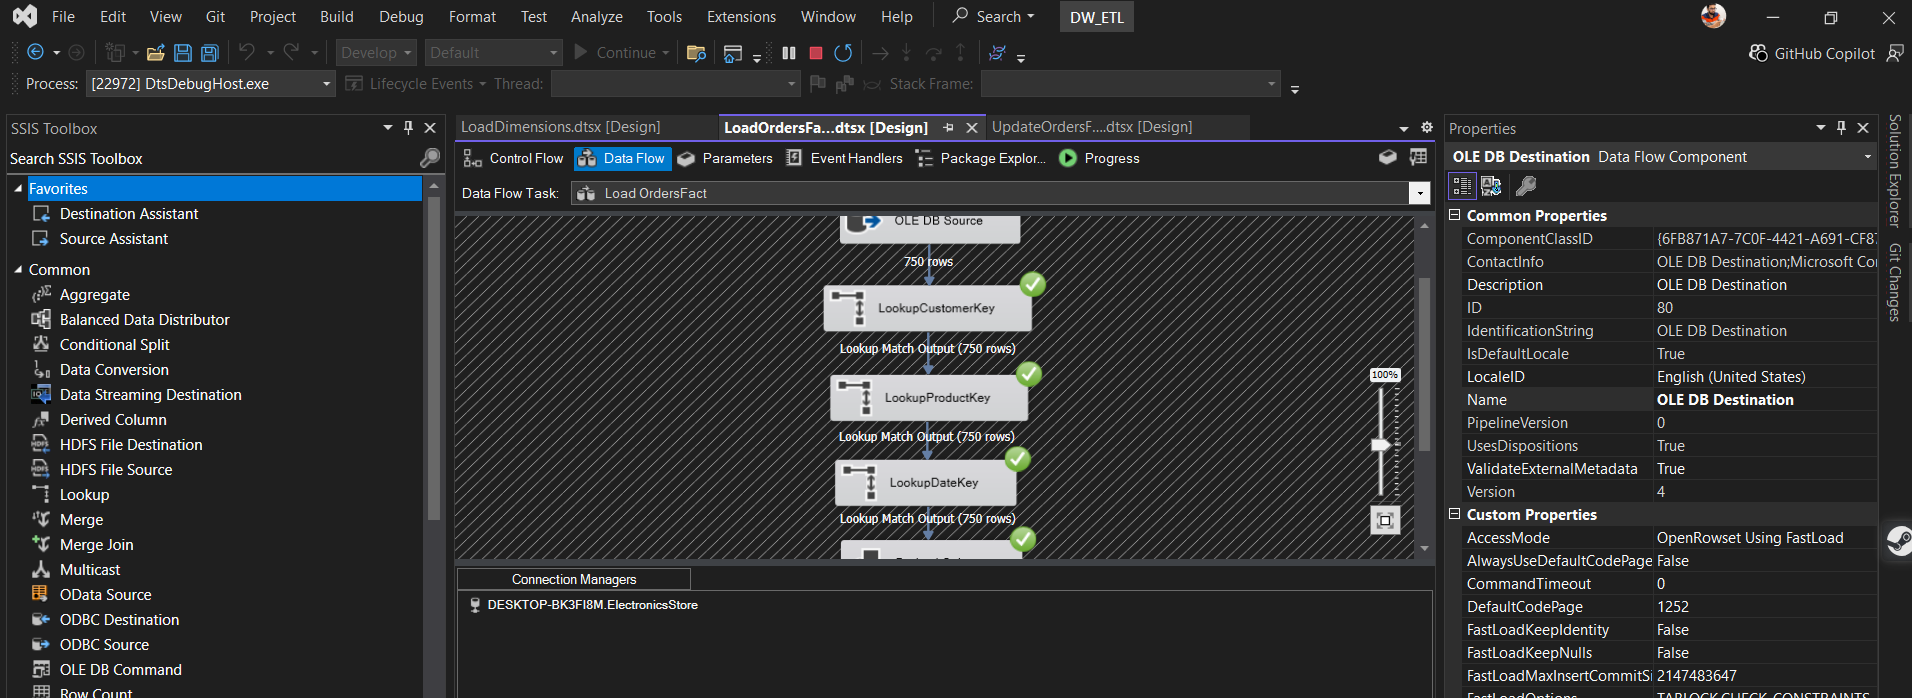 File Edit View Git Project Build Debug Format Test Analyze Tools Extensions Window Help Search DW_ETL
Develop Default Continue GitHub Copilot
Process: [22972] DtsDebugHost.exe Lifecycle Events Thread: Stack Frame:
SSIS Toolbox
Search SSIS Toolbox
Favorites
Destination Assistant
Source Assistant
Common
Aggregate
Balanced Data Distributor
Conditional Split
Data Conversion
Data Streaming Destination
Derived Column
HDFS File Destination
HDFS File Source
Lookup
Merge
Merge Join
Multicast
OData Source
ODBC Destination
ODBC Source
OLE DB Command
Row Count
LoadDimensions.dtsx [Design] LoadOrdersFa...dtsx [Design] UpdateOrdersF....dtsx [Design]
Control Flow Data Flow Parameters Event Handlers Package Explor... Progress
Data Flow Task: Load OrdersFact
OLE DB Source
750 rows
LookupCustomerKey
Lookup Match Output (750 rows)
LookupProductKey
Lookup Match Output (750 rows)
LookupDateKey
Lookup Match Output (750 rows)
100%
Connection Managers
DESKTOP-BK3FI8M.ElectronicsStore
Properties
OLE DB Destination Data Flow Component
Common Properties
ComponentClassID {6FB871A7-7C0F-4421-A691-CF87
ContactInfo OLE DB Destination;Microsoft Cor
Description OLE DB Destination
ID 80
IdentificationString OLE DB Destination
IsDefaultLocale True
LocaleID English (United States)
Name OLE DB Destination
PipelineVersion 0
UsesDispositions True
ValidateExternalMetadata True
Version 4
Custom Properties
AccessMode OpenRowset Using FastLoad
AlwaysUseDefaultCodePage False
CommandTimeout 0
DefaultCodePage 1252
FastLoadKeepIdentity False
FastLoadKeepNulls False
FastLoadMaxInsertCommitSi 2147483647
FastLoadOptions TABLOCK,CHECK_CONSTRAINTS
Solution Explorer
Git Changes